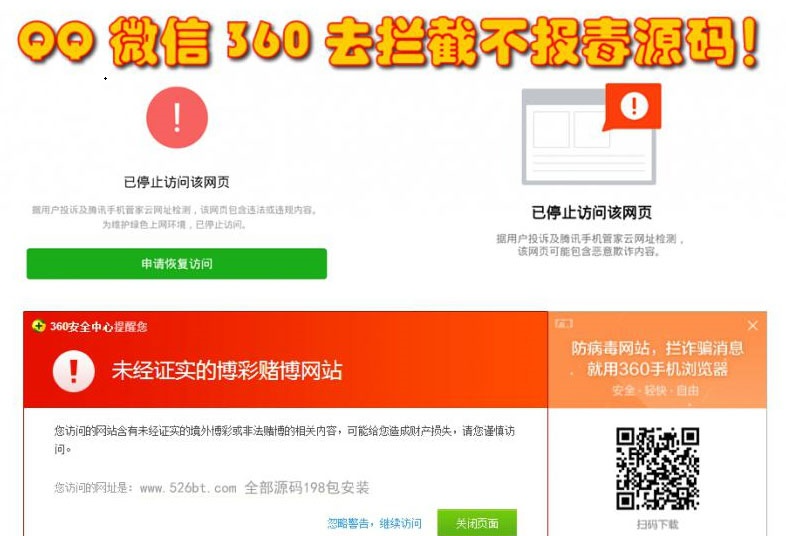 QQ 微信 360 去拦截不报毒源码!
已停止访问该网页
据用户投诉及腾讯手机管家云网址检测,该网页包含违法或违规内容。
为维护绿色上网环境,已停止访问。
申请恢复访问
已停止访问该网页
据用户投诉及腾讯手机管家云网址检测,
该网页可能包含恶意欺诈内容。
360安全中心提醒您
未经证实的博彩赌博网站
您访问的网站含有未经证实的境外博彩或非法赌博的相关内容,可能给您造成财产损失,请您谨慎访
问。
您访问的网址是:www.526bt.com 全部源码198包安装
忽略警告,继续访问
关闭页面
防病毒网站,拦诈骗消息
就用360手机浏览器
安全·轻快·自由
扫码下载